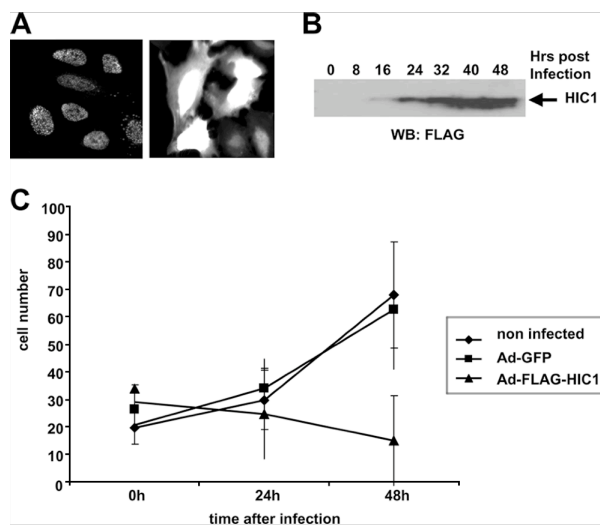 A
B
0 8 16 24 32 40 48 Hrs post
Infection
HIC1
WB: FLAG
C
100
90
80
70
60
50
40
30
20
10
0
cell number
0h 24h 48h
time after infection
non infected
Ad-GFP
Ad-FLAG-HIC1